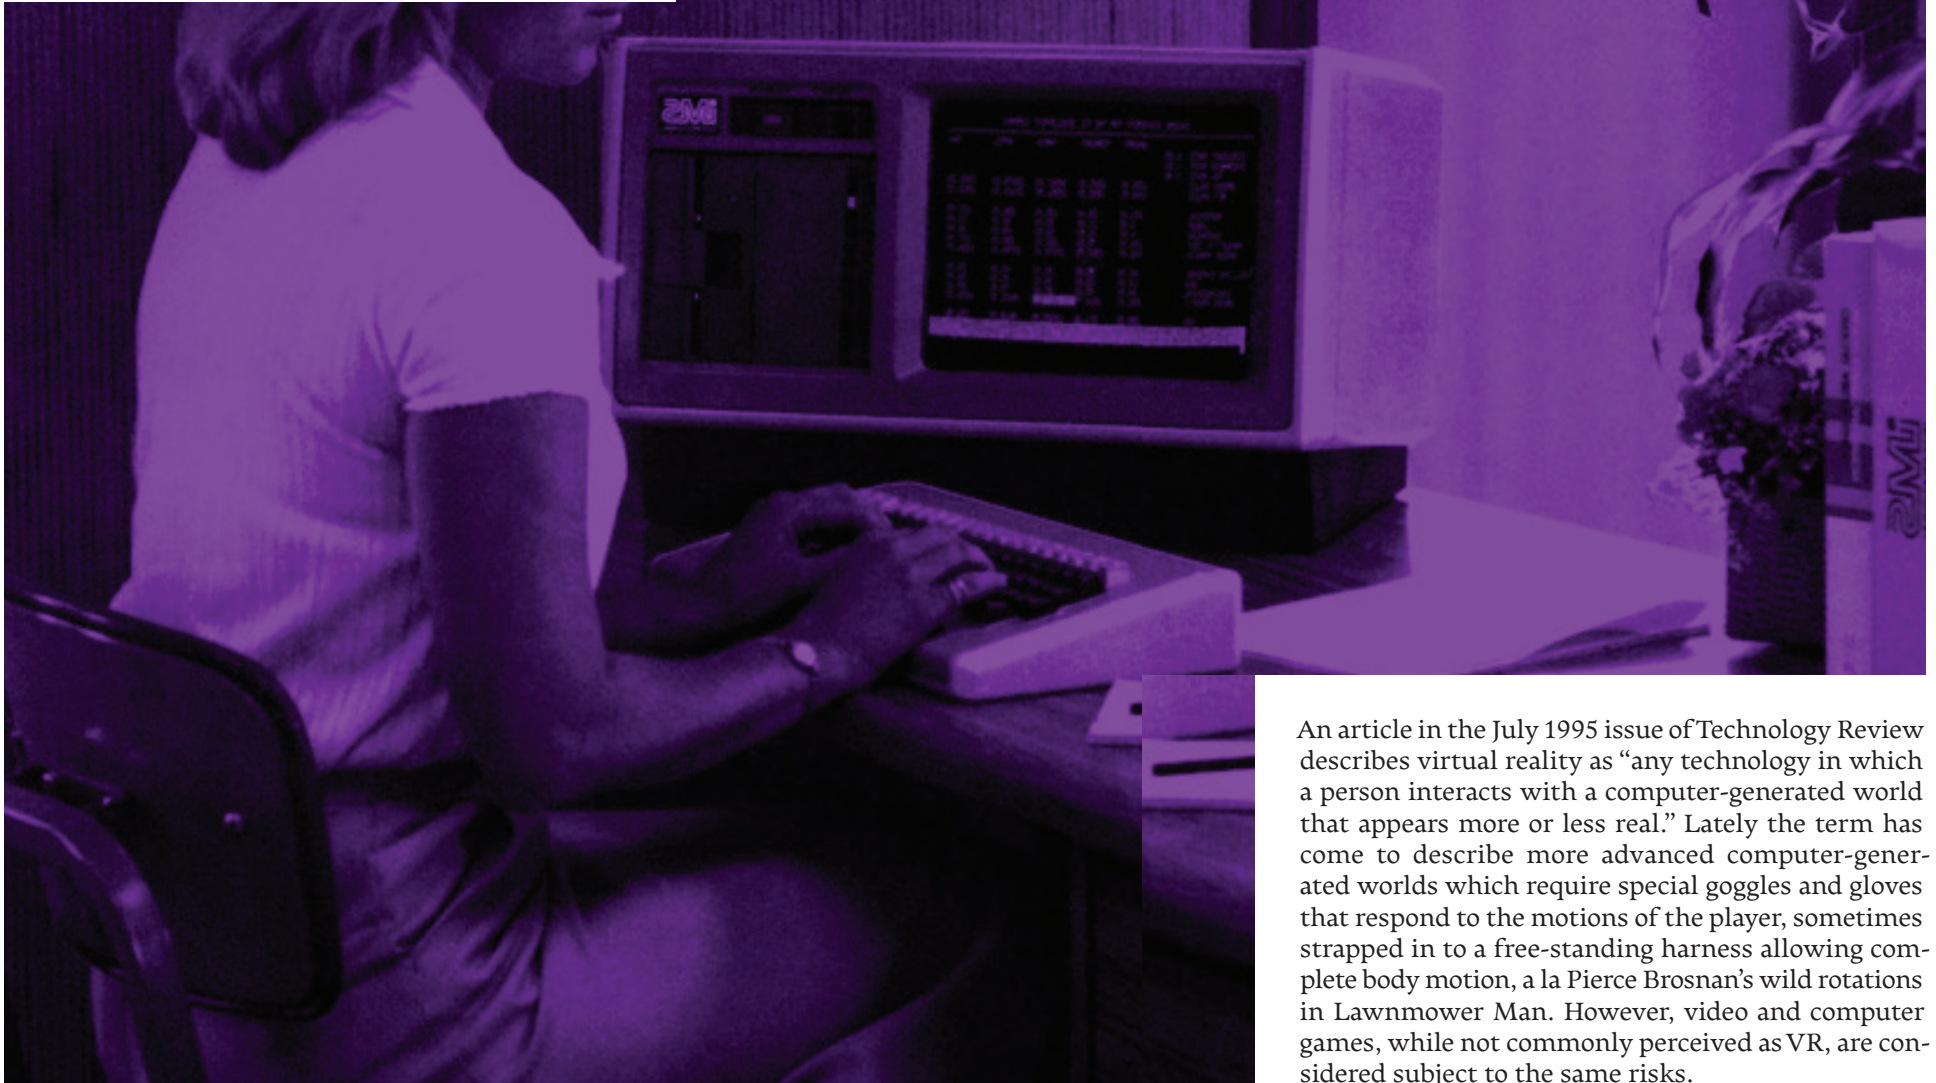 An article in the July 1995 issue of Technology Review
describes virtual reality as “any technology in which
a person interacts with a computer-generated world
that appears more or less real.” Lately the term has
come to describe more advanced computer-gener-
ated worlds which require special goggles and gloves
that respond to the motions of the player, sometimes
strapped in to a free-standing harness allowing com-
plete body motion, a la Pierce Brosnan’s wild rotations
in Lawnmower Man. However, video and computer
games, while not commonly perceived as VR, are con-
sidered subject to the same risks.